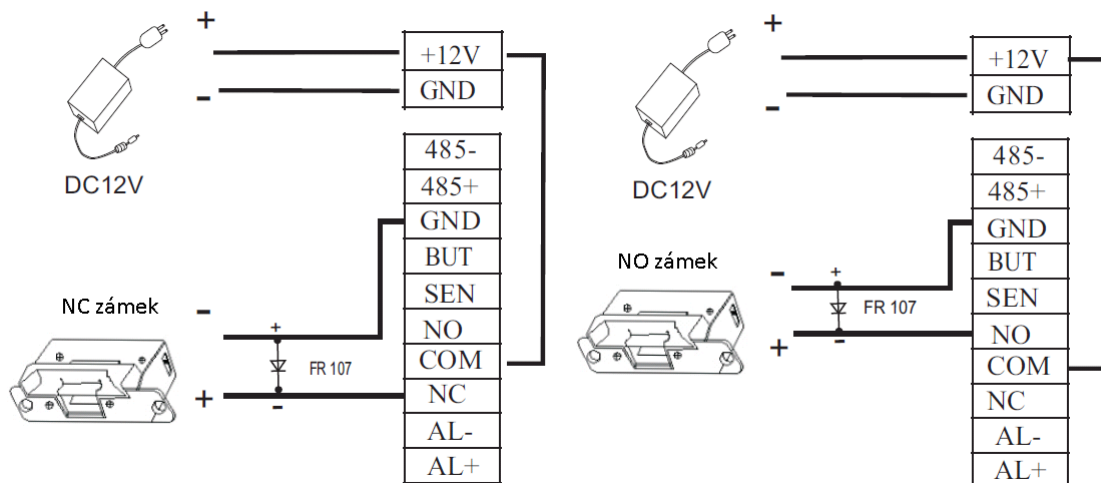 +
+12V
-
GND
DC12V
485-
485+
GND
BUT
SEN
NO
COM
NC
AL-
AL+
NC zámek
-
+
FR 107
+
-
+
+12V
-
GND
DC12V
485-
485+
GND
BUT
SEN
NO
COM
NC
AL-
AL+
NO zámek
-
+
FR 107
+
-